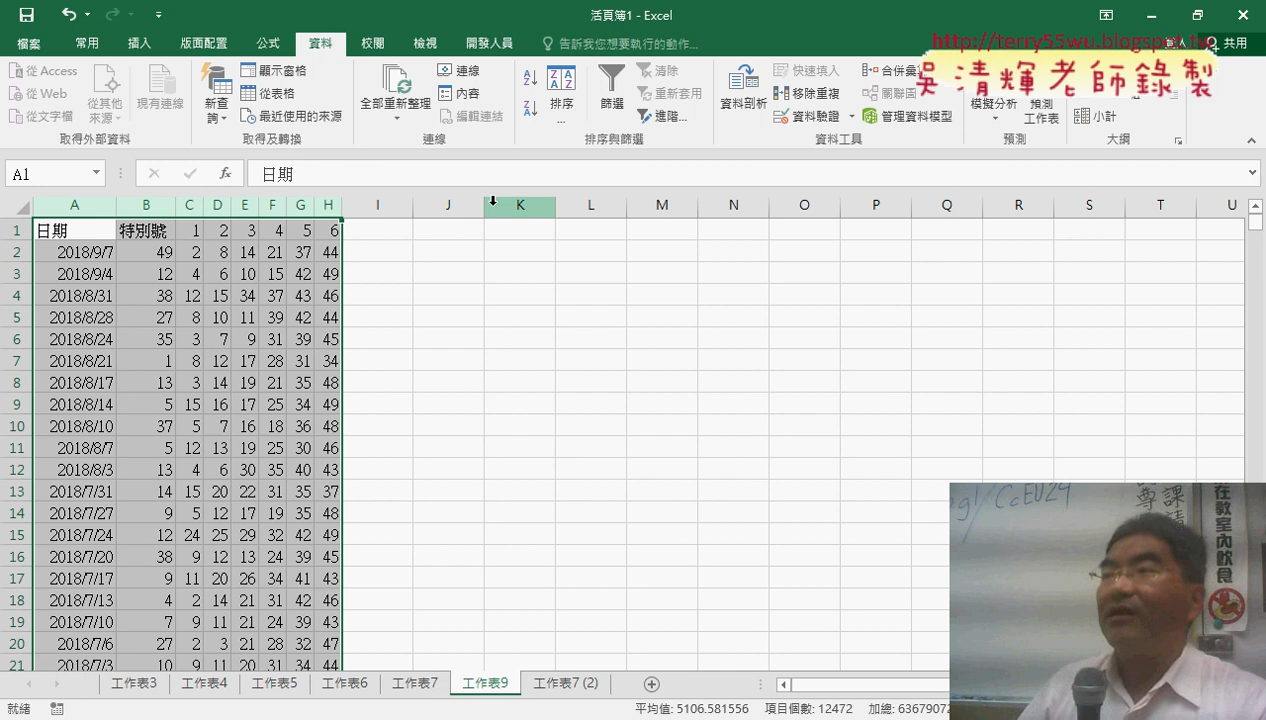 活頁簿1 - Excel
http://terry55wu.blogspot.tw
吳清輝老師錄製
檔案 常用 插入 版面配置 公式 資料 校閱 檢視 開發人員 告訴我您想要執行的動作... 共用
從 Access
從 Web
從文字檔
從其他來源
現有連線
取得外部資料
新查詢
顯示查詢
從表格
最近使用的來源
取得及轉換
全部重新整理
連線
內容
編輯連結
連線
排序...
篩選
清除
重新套用
進階...
排序與篩選
資料剖析
快速填入
移除重複
資料驗證
合併彙
關聯
管理資料模型
資料工具
模擬分析
預測工作表
預測
小計
大綱
A1 fx 日期
A B C D E F G H I J K L M N O P Q R S T U
1 日期 特別號 1 2 3 4 5 6
2 2018/9/7 49 2 8 14 21 37 44
3 2018/9/4 12 4 6 10 15 42 49
4 2018/8/31 38 12 15 34 37 43 46
5 2018/8/28 27 8 10 11 39 42 44
6 2018/8/24 35 3 7 9 31 39 45
7 2018/8/21 1 8 12 17 28 31 34
8 2018/8/17 13 3 14 19 21 35 48
9 2018/8/14 5 15 16 17 25 34 49
10 2018/8/10 37 5 7 16 18 36 48
11 2018/8/7 5 12 13 19 25 30 46
12 2018/8/3 13 4 6 30 35 40 43
13 2018/7/31 14 15 20 22 31 35 37
14 2018/7/27 9 5 12 17 19 35 48
15 2018/7/24 12 24 25 29 32 42 49
16 2018/7/20 38 9 12 13 24 39 45
17 2018/7/17 9 11 20 26 34 41 43
18 2018/7/13 4 2 14 21 31 42 46
19 2018/7/10 7 9 11 21 24 39 43
20 2018/7/6 27 2 3 21 28 32 47
21 2018/7/3 10 9 11 20 31 34 44
工作表3 工作表4 工作表5 工作表6 工作表7 工作表9 工作表7 (2)
就緒 平均值: 5106.581556 項目個數: 12472 加總: 6367907
gl/CcEU24
尊 課
請
在教室內飲食